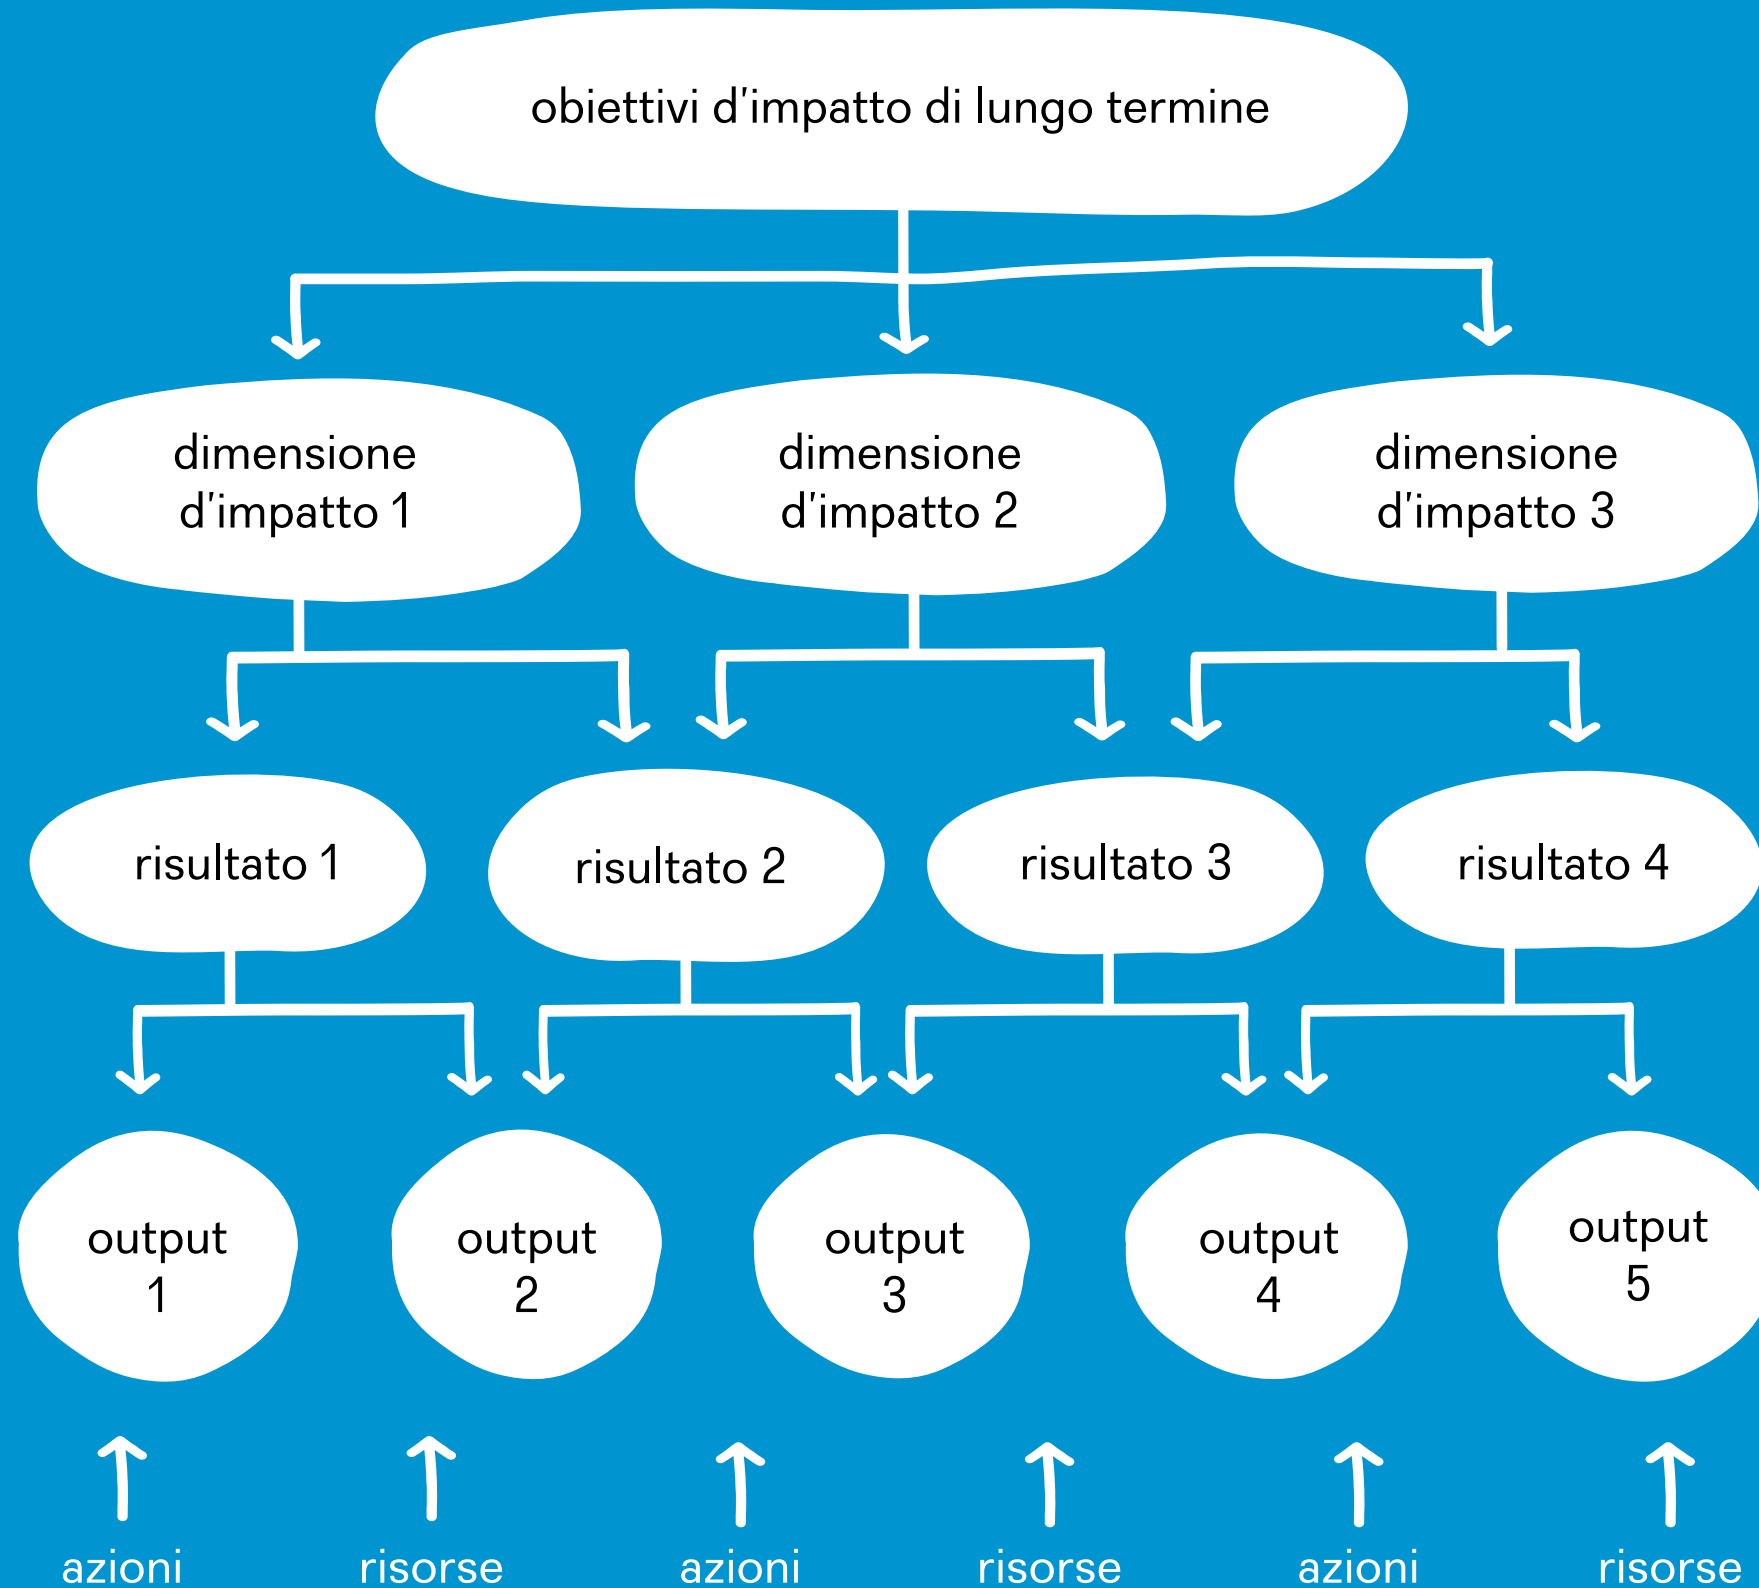 obiettivi d'impatto di lungo termine
dimensione
d'impatto 1
dimensione
d'impatto 2
dimensione
d'impatto 3
risultato 1
risultato 2
risultato 3
risultato 4
output
1
output
2
output
3
output
4
output
5
azioni
risorse
azioni
risorse
azioni
risorse